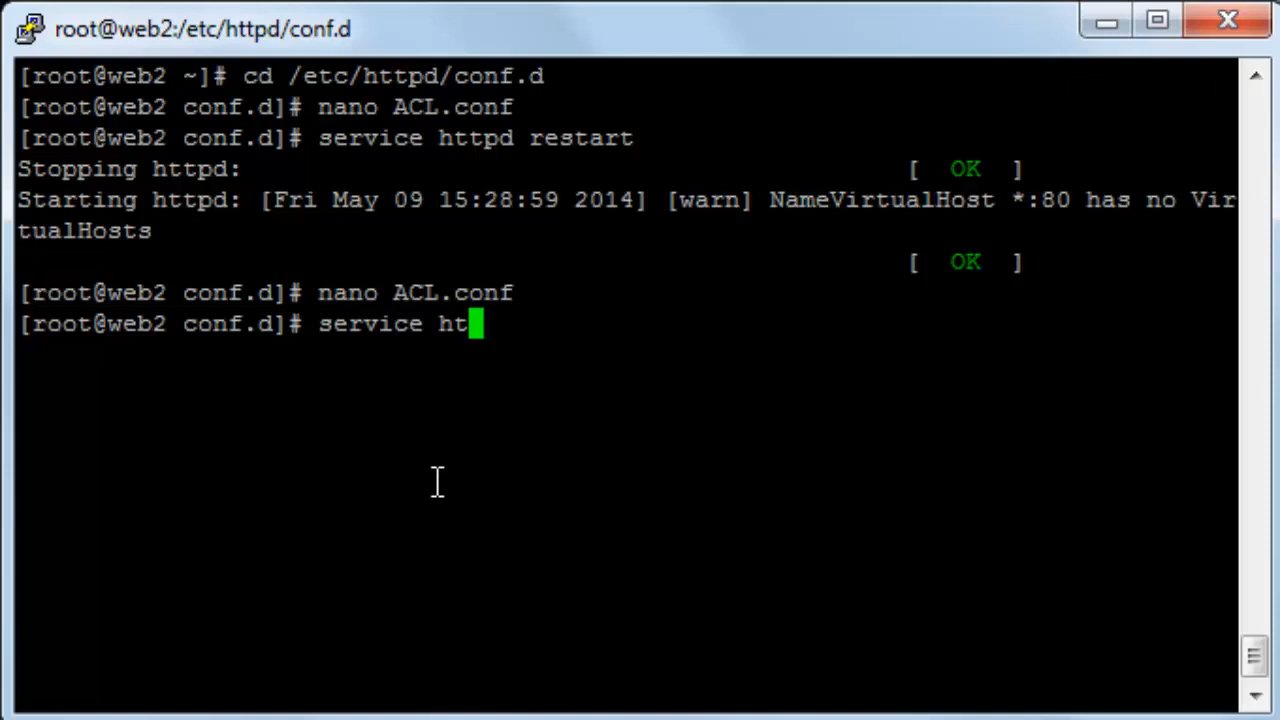 root@web2:/etc/httpd/conf.d
[root@web2 ~]# cd /etc/httpd/conf.d
[root@web2 conf.d]# nano ACL.conf
[root@web2 conf.d]# service httpd restart
Stopping httpd: [  OK  ]
Starting httpd: [Fri May 09 15:28:59 2014] [warn] NameVirtualHost *:80 has no Vir
tualHosts
[  OK  ]
[root@web2 conf.d]# nano ACL.conf
[root@web2 conf.d]# service ht